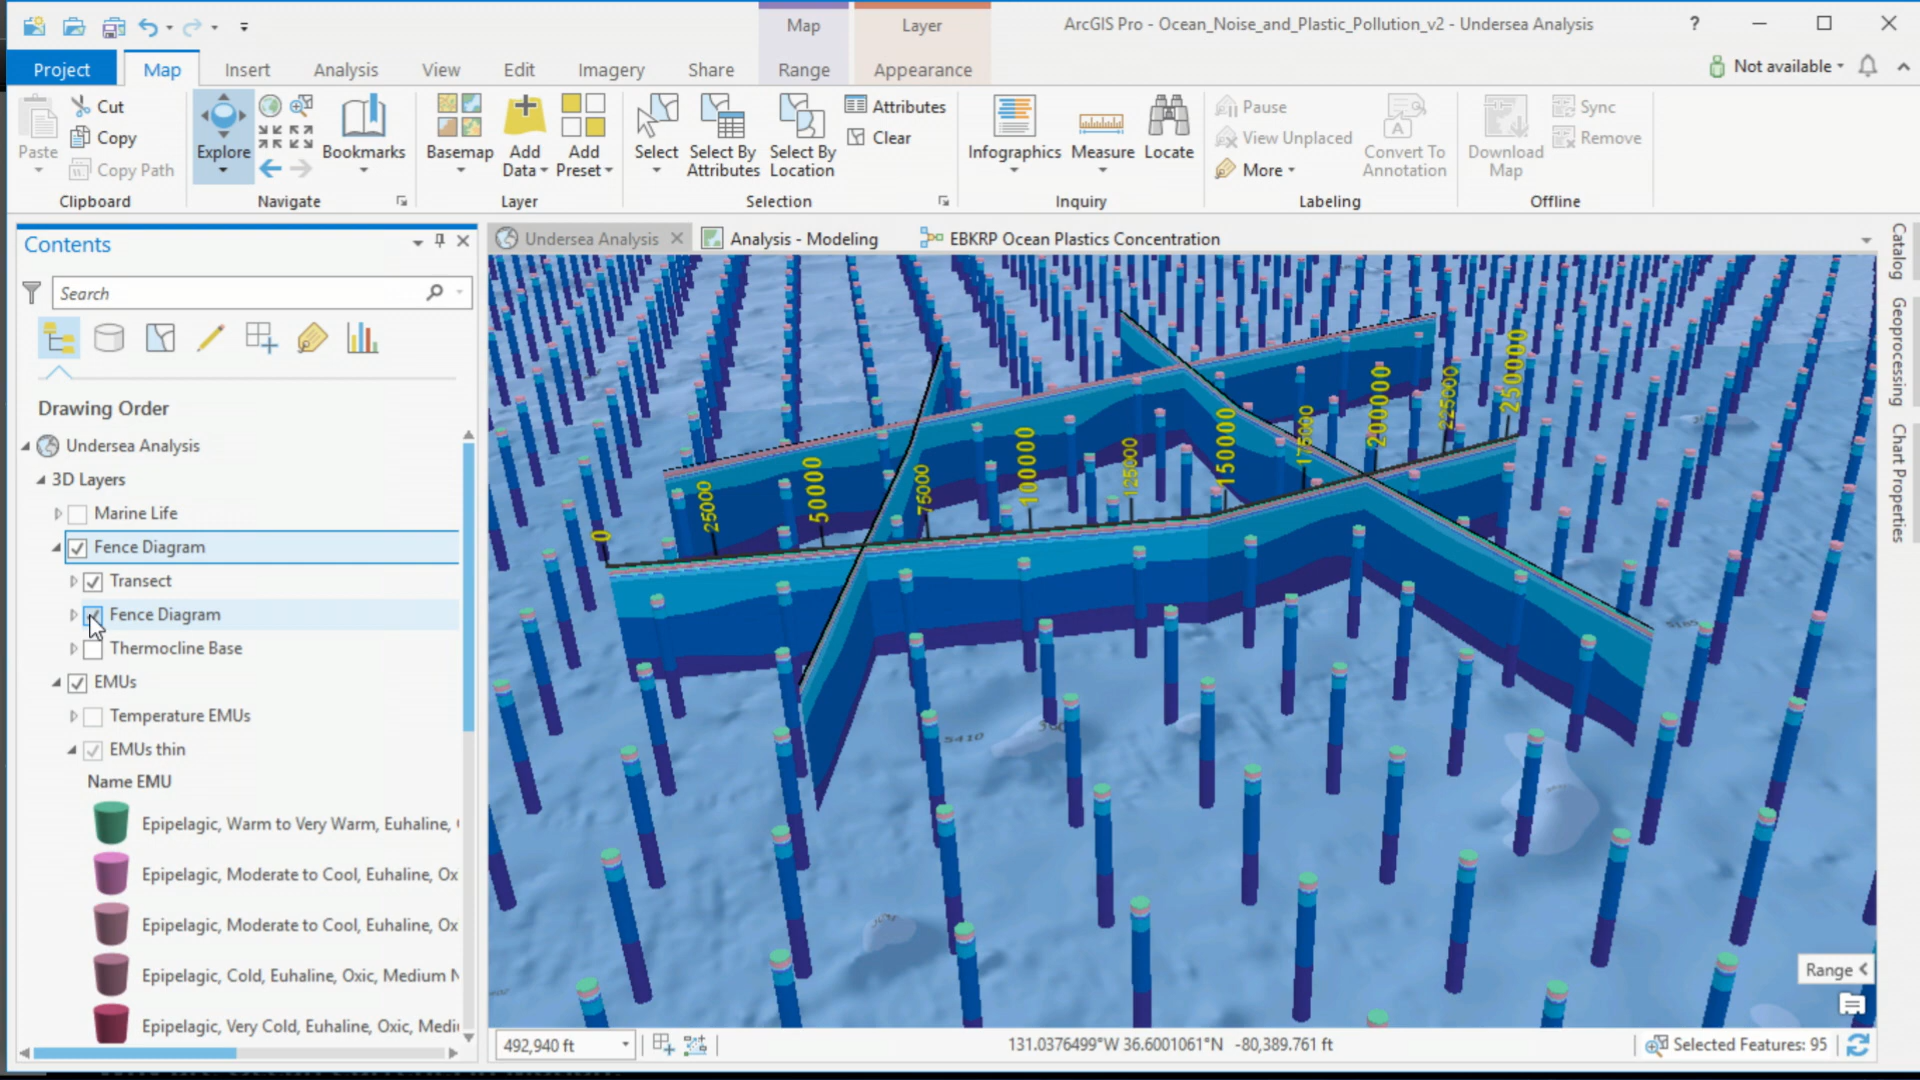 Map
Layer
ArcGIS Pro - Ocean_Noise_and_Plastic_Pollution_v2 - Undersea Analysis
?
Project
Map
Insert
Analysis
View
Edit
Imagery
Share
Range
Appearance
Not available
Paste
Cut
Copy
Copy Path
Clipboard
Explore
Bookmarks
Navigate
Basemap
Add
Data
Add
Preset
Layer
Select
Select By
Attributes
Select By
Location
Attributes
Clear
Selection
Infographics
Measure
Locate
Inquiry
Pause
View Unplaced
More
Convert To
Annotation
Labeling
Download
Map
Sync
Remove
Offline
Contents
Search
Drawing Order
Undersea Analysis
3D Layers
Marine Life
Fence Diagram
Transect
Fence Diagram
Thermocline Base
EMUs
Temperature EMUs
EMUs thin
Name EMU
Epipelagic, Warm to Very Warm, Euhaline,
Epipelagic, Moderate to Cool, Euhaline, Ox
Epipelagic, Moderate to Cool, Euhaline, Ox
Epipelagic, Cold, Euhaline, Oxic, Medium N
Epipelagic, Very Cold, Euhaline, Oxic, Medi
Undersea Analysis
Analysis - Modeling
EBKRP Ocean Plastics Concentration
0
25000
50000
75000
100000
125000
150000
175000
200000
225000
250000
5410
5185
Range
492,940 ft
131.0376499°W 36.6001061°N -80,389.761 ft
Selected Features: 95
Catalog
Geoprocessing
Chart Properties